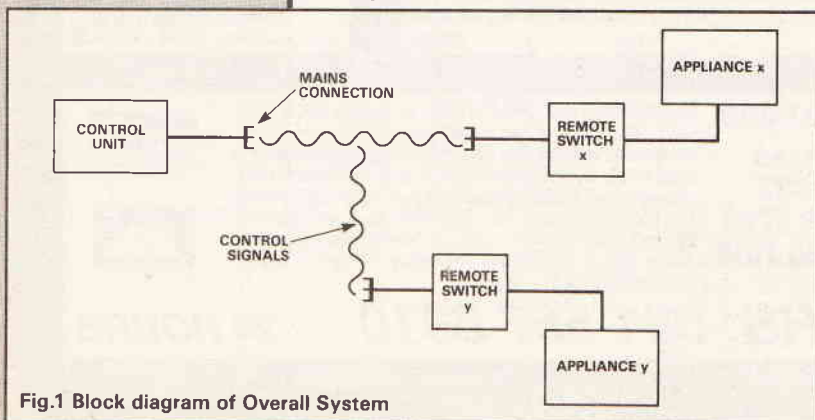 MAINS
CONNECTION
CONTROL
UNIT
APPLIANCE x
REMOTE
SWITCH
x
CONTROL
SIGNALS
REMOTE
SWITCH
y
APPLIANCE y
Fig.1 Block diagram of Overall System